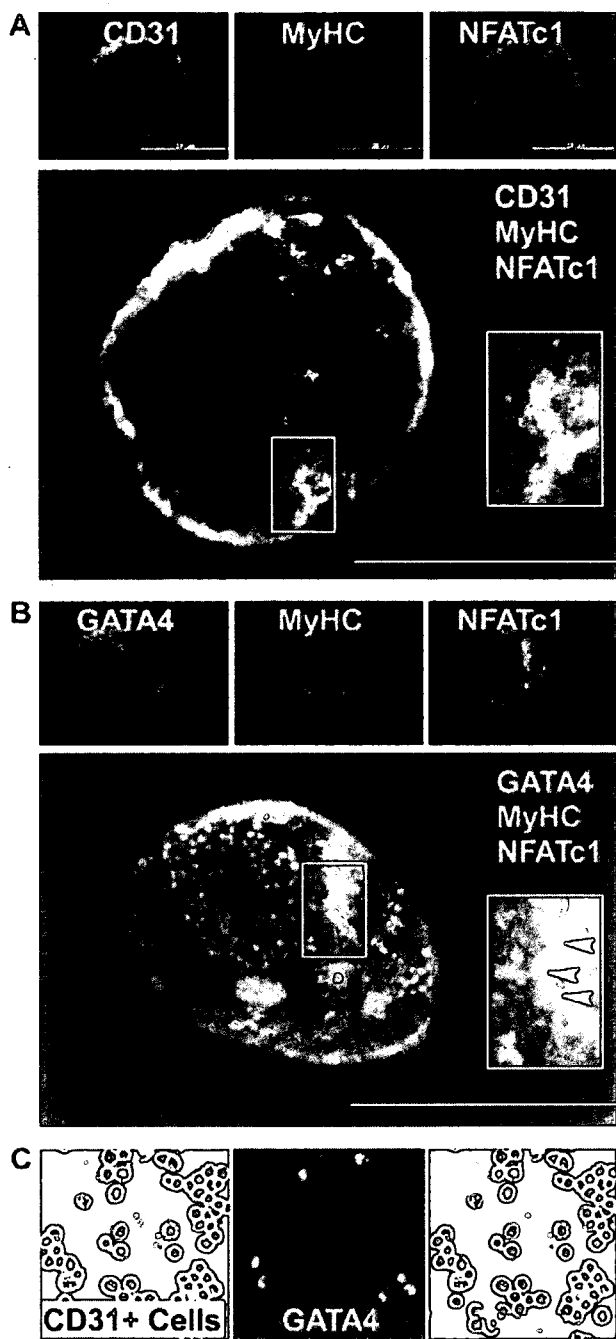 A
CD31 MyHC NFATc1
CD31
MyHC
NFATc1
B
GATA4 MyHC NFATc1
GATA4
MyHC
NFATc1
C
CD31+ Cells GATA4